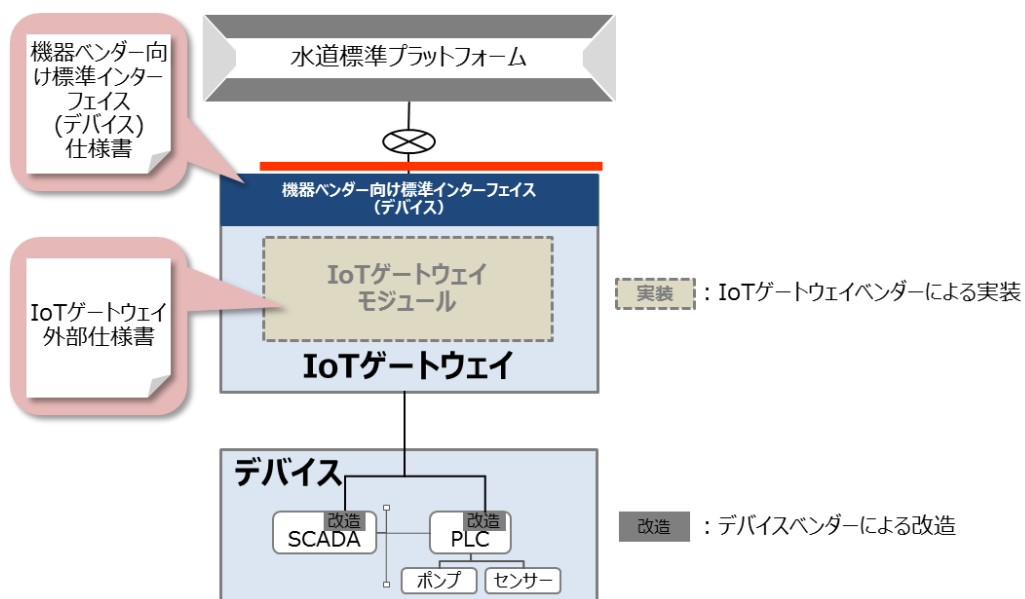 機器ベンダー向
け標準インター
フェイス
(デバイス)
仕様書
水道標準プラットフォーム
機器ベンダー向け標準インターフェイス
(デバイス)
IoTゲートウェイ
モジュール
IoTゲートウェイ
IoTゲートウェイ
外部仕様書
実装
：IoTゲートウェイベンダーによる実装
デバイス
改造
SCADA
改造
PLC
ポンプ
センサー
改造
：デバイスベンダーによる改造